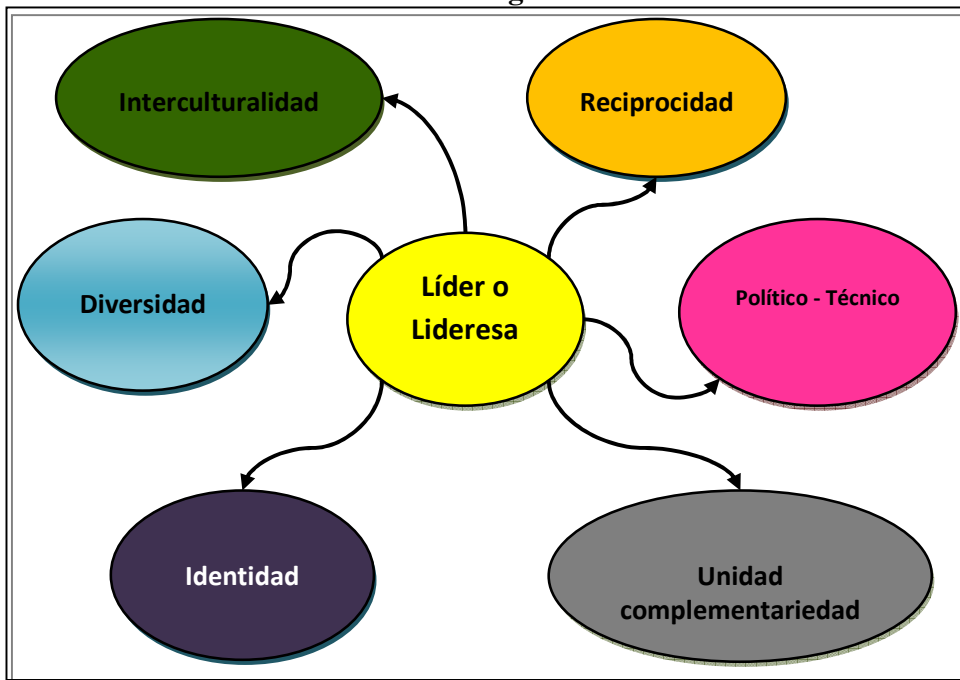 Interculturalidad
Reciprocidad
Líder o
Lideresa
Diversidad
Político - Técnico
Identidad
Unidad
complementariedad